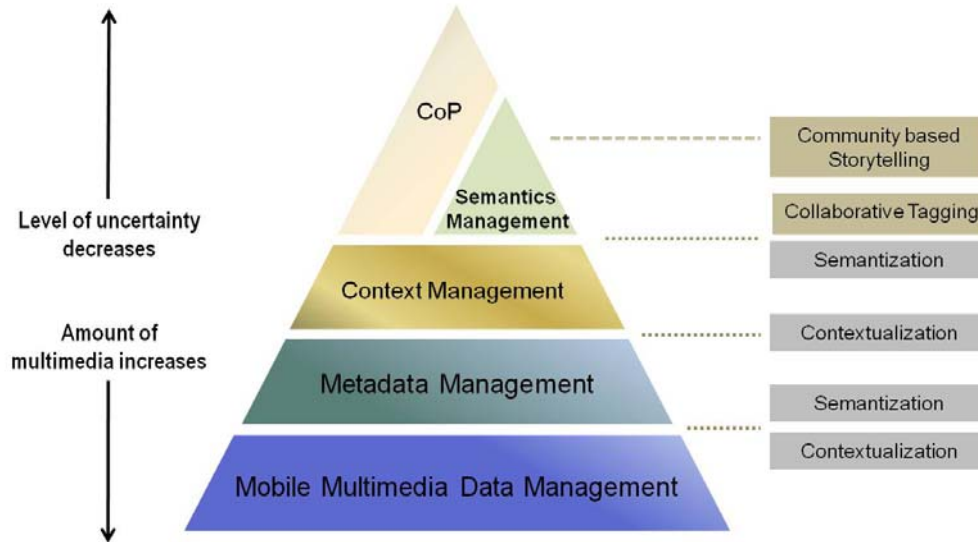 CoP
Semantics
Management
Context Management
Metadata Management
Mobile Multimedia Data Management
Level of uncertainty
decreases
Amount of
multimedia increases
Community based
Storytelling
Collaborative Tagging
Semantization
Contextualization
Semantization
Contextualization